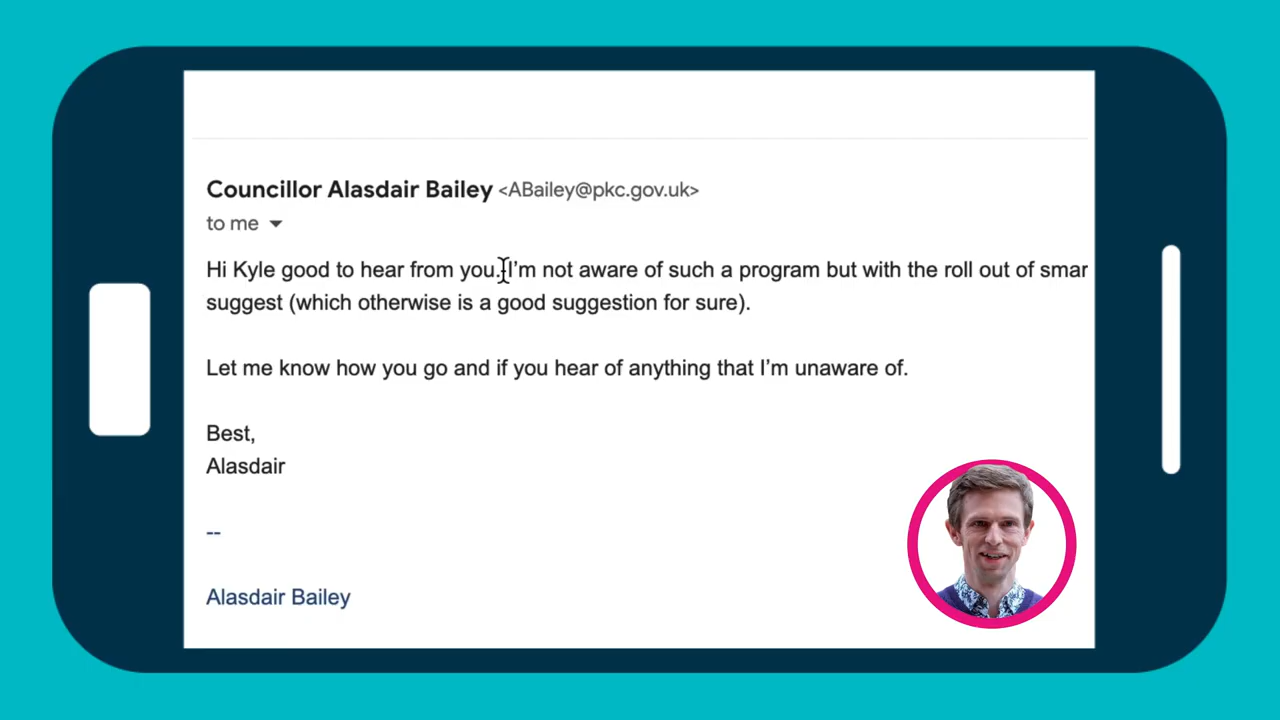 Councillor Alasdair Bailey <ABailey@pkc.gov.uk>
to me
Hi Kyle good to hear from you. I'm not aware of such a program but with the roll out of smar
suggest (which otherwise is a good suggestion for sure).
Let me know how you go and if you hear of anything that I'm unaware of.
Best,
Alasdair
--
Alasdair Bailey